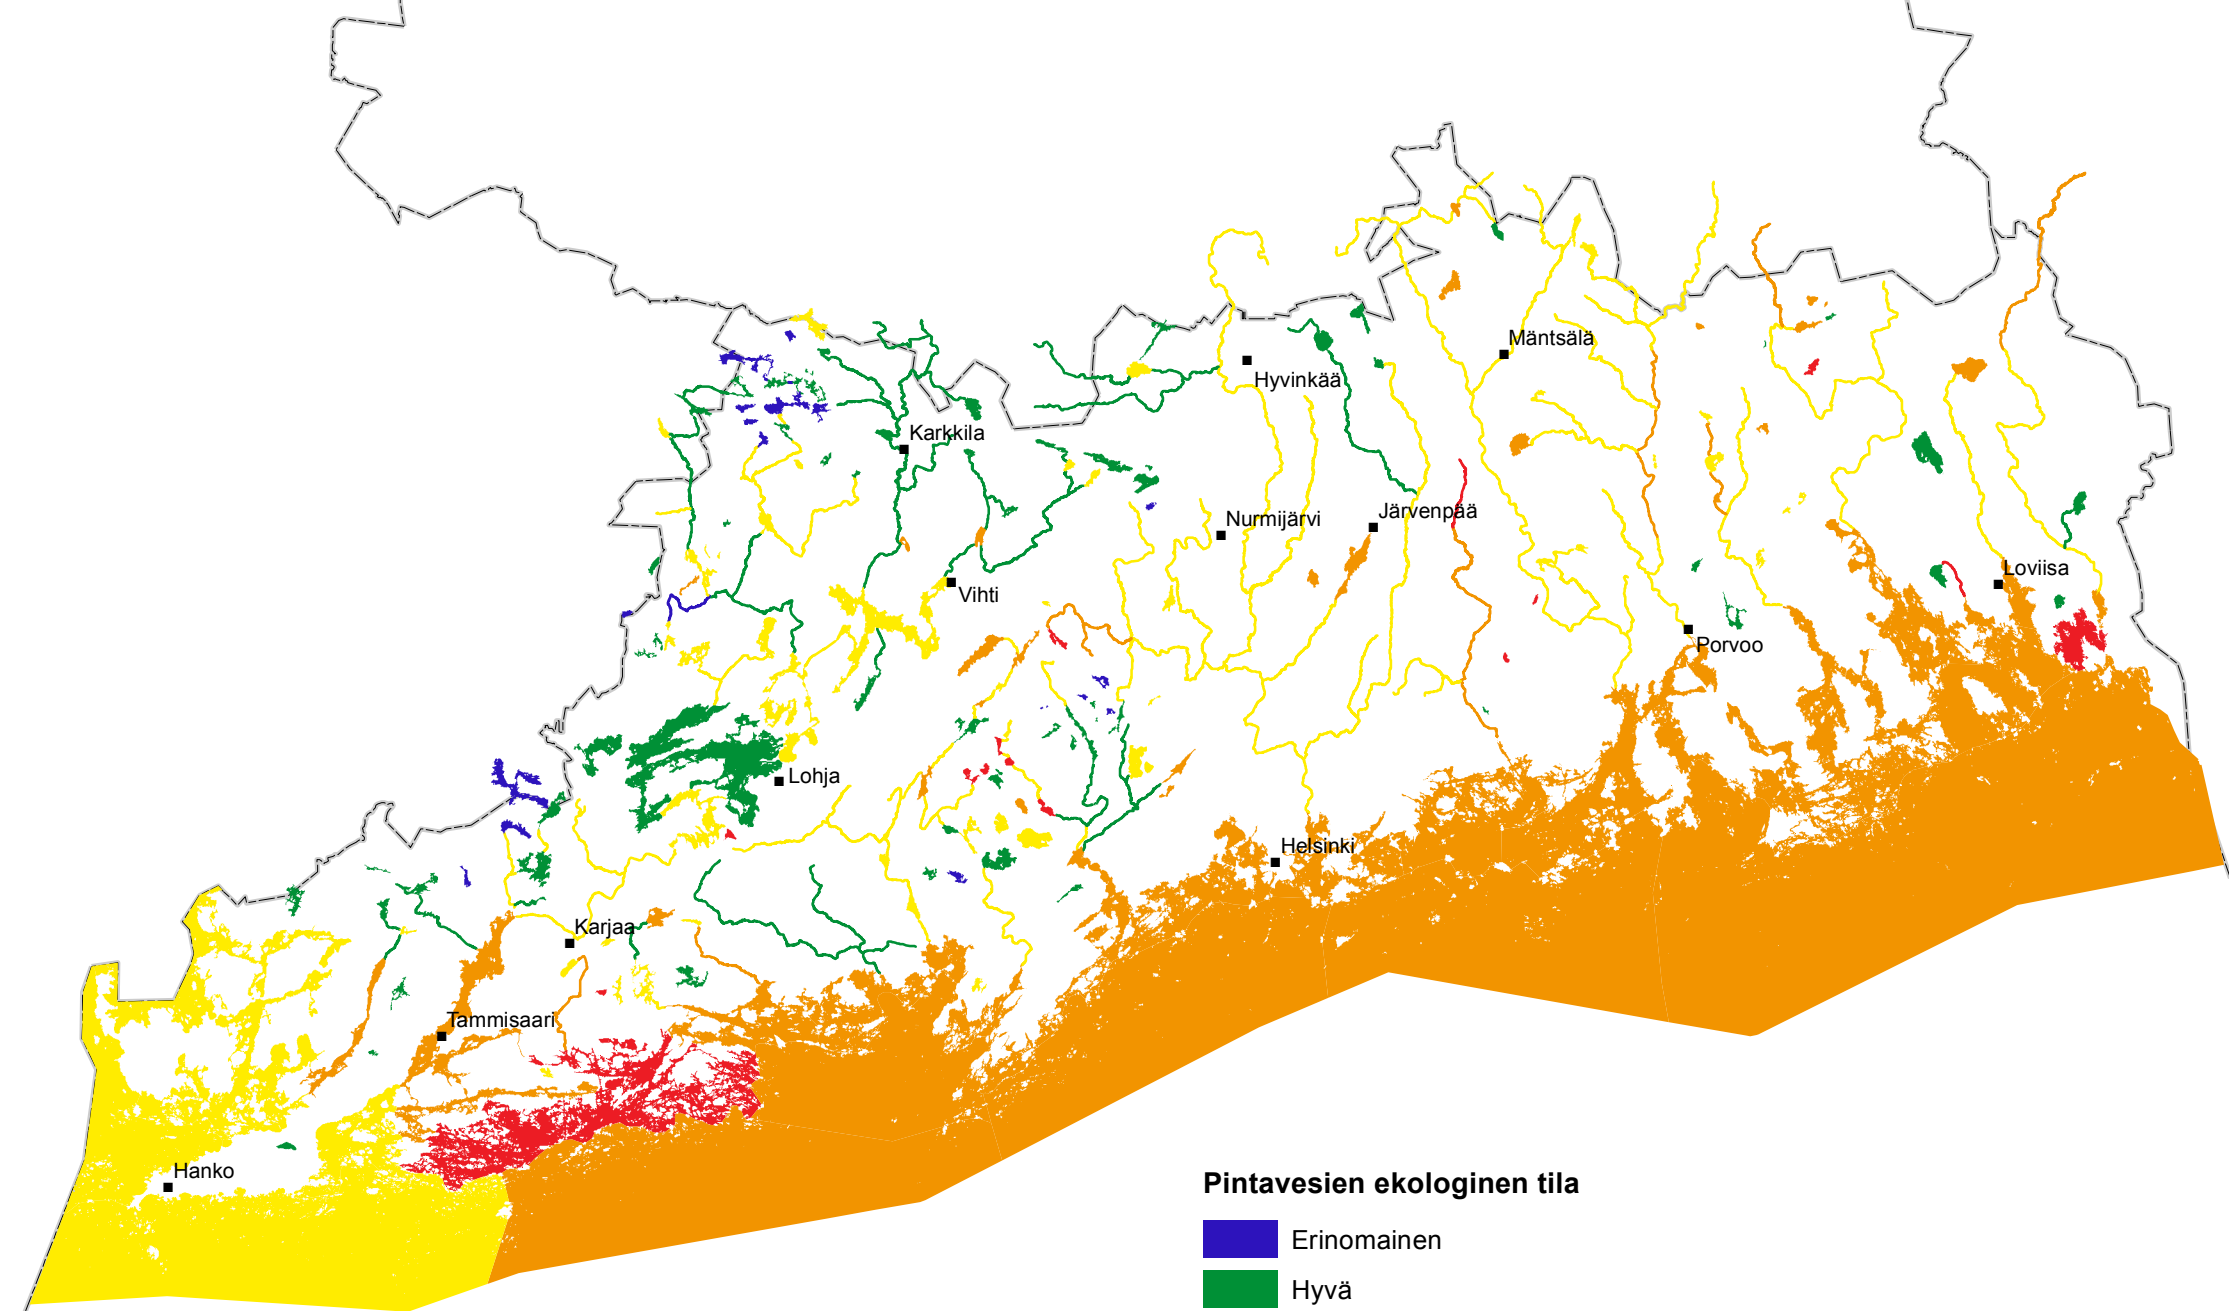 Mäntsälä
Hyvinkää
Karkkila
Nurmijärvi
Järvenpää
Loviisa
Vihti
Porvoo
Lohja
Helsinki
Karjaa
Tammisaari
Hanko
Pintavesien ekologinen tila
Erinomainen
Hyvä